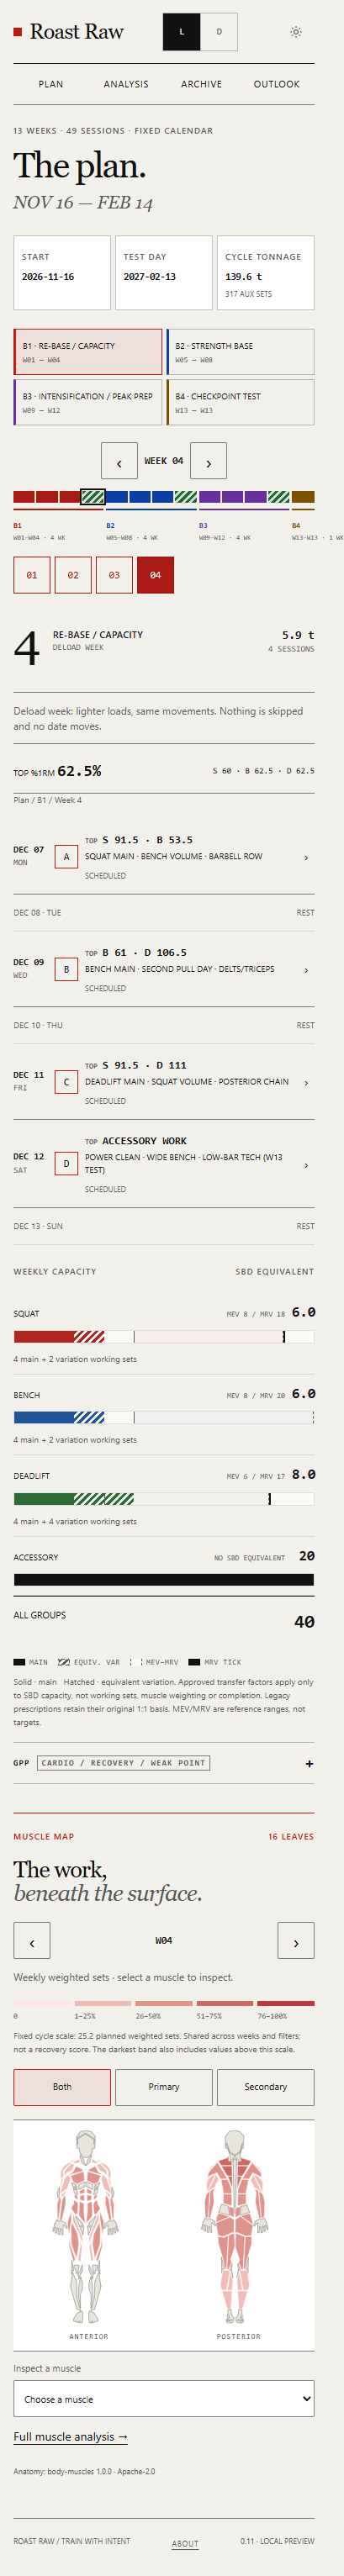 Roast Raw
L
D
PLAN
ANALYSIS
ARCHIVE
OUTLOOK
13 WEEKS · 49 SESSIONS · FIXED CALENDAR
The plan.
NOV 16 — FEB 14
START
2026-11-16
TEST DAY
2027-02-13
CYCLE TONNAGE
139.6 t
317 AUX SETS
B1 · RE-BASE / CAPACITY
W01 — W04
B2 · STRENGTH BASE
W05 — W08
B3 · INTENSIFICATION / PEAK PREP
W09 — W12
B4 · CHECKPOINT TEST
W13 — W13
‹ WEEK 04 ›
B1
W01-W04 · 4 WK
B2
W05-W08 · 4 WK
B3
W09-W12 · 4 WK
B4
W13-W13 · 1 WK
01
02
03
04
4
RE-BASE / CAPACITY
DELOAD WEEK
5.9 t
4 SESSIONS
Deload week: lighter loads, same movements. Nothing is skipped
and no date moves.
TOP %1RM 62.5%
S 60 · B 62.5 · D 62.5
Plan / B1 / Week 4
DEC 07
MON
A
TOP S 91.5 · B 53.5
SQUAT MAIN · BENCH VOLUME · BARBELL ROW
SCHEDULED
›
DEC 08 · TUE
REST
DEC 09
WED
B
TOP B 61 · D 106.5
BENCH MAIN · SECOND PULL DAY · DELTS/TRICEPS
SCHEDULED
›
DEC 10 · THU
REST
DEC 11
FRI
C
TOP S 91.5 · D 111
DEADLIFT MAIN · SQUAT VOLUME · POSTERIOR CHAIN
SCHEDULED
›
DEC 12
SAT
D
TOP ACCESSORY WORK
POWER CLEAN · WIDE BENCH · LOW-BAR TECH (W13
TEST)
SCHEDULED
›
DEC 13 · SUN
REST
WEEKLY CAPACITY
SBD EQUIVALENT
SQUAT
MEV 8 / MRV 18 6.0
4 main + 2 variation working sets
BENCH
MEV 8 / MRV 20 6.0
4 main + 2 variation working sets
DEADLIFT
MEV 6 / MRV 17 8.0
4 main + 4 variation working sets
ACCESSORY
NO SBD EQUIVALENT 20
ALL GROUPS
40
MAIN
EQUIV. VAR
MEV-MRV
MRV TICK
Solid · main Hatched · equivalent variation. Approved transfer factors apply only
to SBD capacity, not working sets, muscle weighting or completion. Legacy
prescriptions retain their original 1:1 basis. MEV/MRV are reference ranges, not
targets.
GPP CARDIO / RECOVERY / WEAK POINT +
MUSCLE MAP
16 LEAVES
The work,
beneath the surface.
‹ W04 ›
Weekly weighted sets · select a muscle to inspect.
0
1–25%
26–50%
51–75%
76–100%
Fixed cycle scale: 25.2 planned weighted sets. Shared across weeks and filters;
not a recovery score. The darkest band also includes values above this scale.
Both
Primary
Secondary
ANTERIOR
POSTERIOR
Inspect a muscle
Choose a muscle
Full muscle analysis →
Anatomy: body-muscles 1.0.0 · Apache-2.0
ROAST RAW / TRAIN WITH INTENT
ABOUT
0.11 · LOCAL PREVIEW